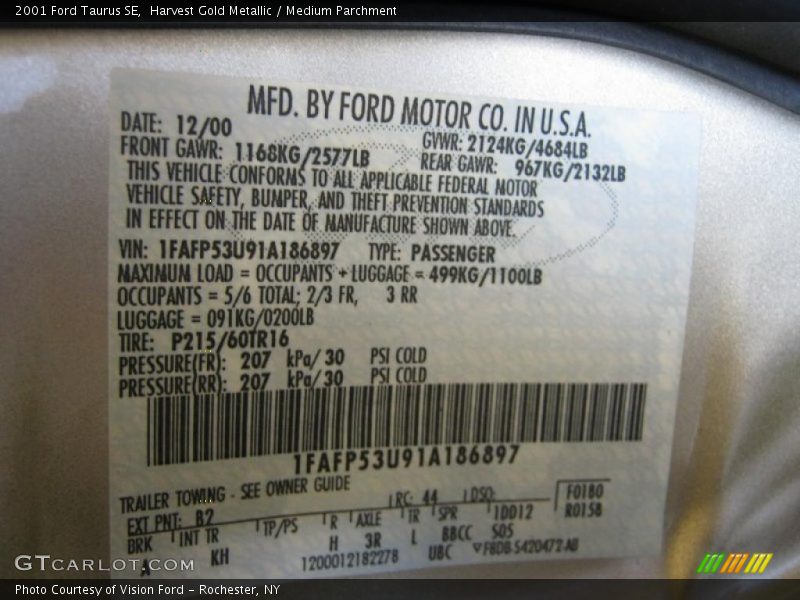 2001 Ford Taurus SE, Harvest Gold Metallic / Medium Parchment
MFD. BY FORD MOTOR CO. IN U.S.A.
DATE: 12/00 GVWR: 2124KG/4684LB
FRONT GAWR: 1168KG/2577LB REAR GAWR: 967KG/2132LB
THIS VEHICLE CONFORMS TO ALL APPLICABLE FEDERAL MOTOR
VEHICLE SAFETY, BUMPER, AND THEFT PREVENTION STANDARDS
IN EFFECT ON THE DATE OF MANUFACTURE SHOWN ABOVE.
VIN: 1FAFP53U91A186897 TYPE: PASSENGER
MAXIMUM LOAD = OCCUPANTS + LUGGAGE = 499KG/1100LB
OCCUPANTS = 5/6 TOTAL; 2/3 FR, 3 RR
LUGGAGE = 091KG/0200LB
TIRE: P215/60TR16
PRESSURE(FR): 207 kPa/ 30 PSI COLD
PRESSURE(RR): 207 kPa/ 30 PSI COLD
1FAFP53U91A186897
TRAILER TOWING - SEE OWNER GUIDE
EXT PNT: B2 RC: 44 DSO: F0180
R0158
BRK INT TR TP/PS R AXLE TR SPR 1DD12
A KH H 3R L BBCC S05
1200012182278 UBC F8DB-5420472-AB
GTCARLOT.COM
Photo Courtesy of Vision Ford - Rochester, NY